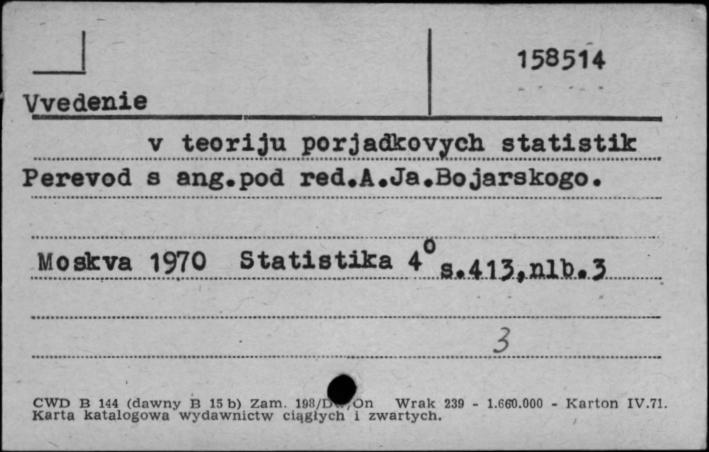 158514
Vvedenie
v teoriju porjadkovych statistik
Perevod s ang.pod red.A.Ja.Bojarskogo.
Moskva 1970 Statistika 4° s.413,nlb.3
3
CWD B 144 (dawny B 15 b) Zam. 198/ On Wrak 239 - 1.660.000 - Karton IV.71.
Karta katalogowa wydawnictw ciągłych i zwartych.